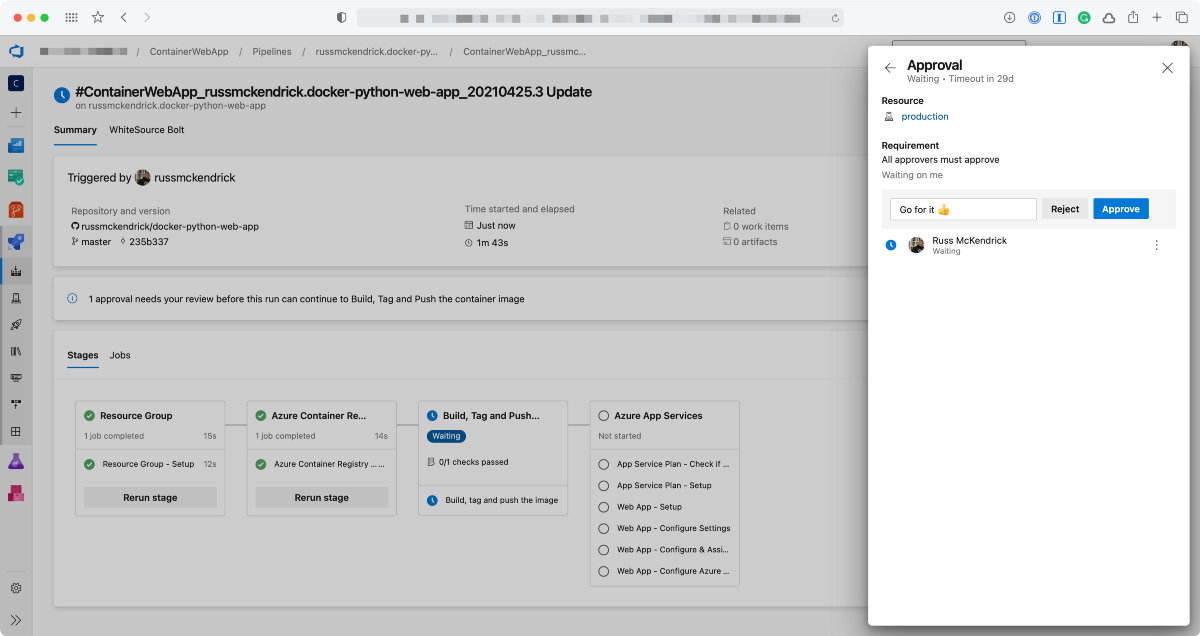 / ContainerWebApp / Pipelines / russmckendrick.docker-py... / ContainerWebApp_russmc...
C
#ContainerWebApp_russmckendrick.docker-python-web-app_20210425.3 Update
on russmckendrick.docker-python-web-app
Summary WhiteSource Bolt
Triggered by russmckendrick
Repository and version
russmckendrick/docker-python-web-app
master 235b337
Time started and elapsed
Just now
1m 43s
Related
0 work items
0 artifacts
1 approval needs your review before this run can continue to Build, Tag and Push the container image
Stages Jobs
Resource Group
1 job completed 15s
Resource Group - Setup 12s
Rerun stage
Azure Container Re...
1 job completed 14s
Azure Container Registry ... ...
Rerun stage
Build, Tag and Push...
Waiting
0/1 checks passed
Build, tag and push the image
Azure App Services
Not started
App Service Plan - Check if ...
App Service Plan - Setup
Web App - Setup
Web App - Configure Settings
Web App - Configure & Assi...
Web App - Configure Azure ...
Approval
Waiting • Timeout in 29d
Resource
production
Requirement
All approvers must approve
Waiting on me
Go for it 👍 Reject Approve
Russ McKendrick
Waiting